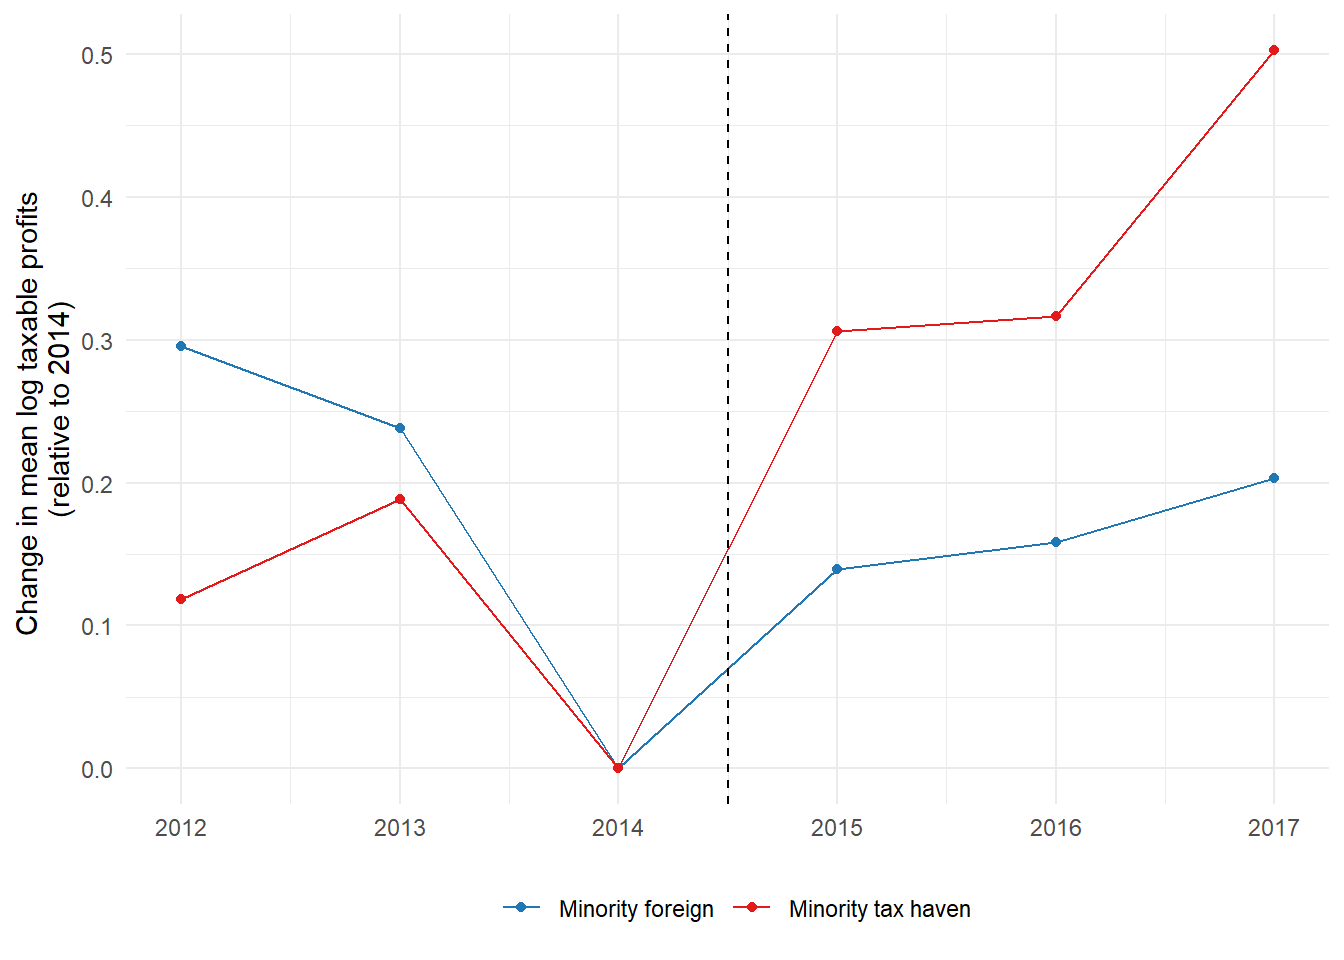 Change in mean log taxable profits
(relative to 2014)
0.5
0.4
0.3
0.2
0.1
0.0
2012 2013 2014 2015 2016 2017
Minority foreign Minority tax haven